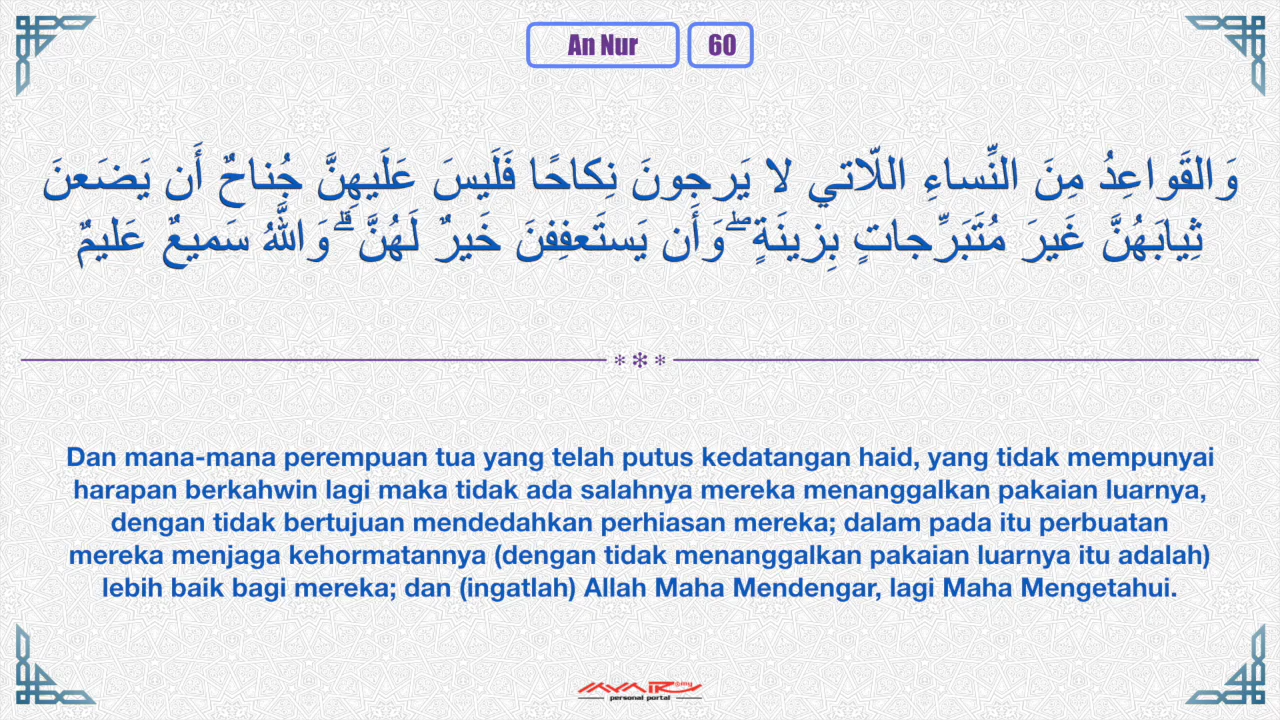 An Nur 60
وَالقَواعِدُ مِنَ النِّساءِ اللّاتي لا يَرجونَ نِكاحًا فَلَيسَ عَلَيهِنَّ جُناحٌ أَن يَضَعنَ
ثِيابَهُنَّ غَيرَ مُتَبَرِّجاتٍ بِزينَةٍ ۖ وَأَن يَستَعفِفنَ خَيرٌ لَهُنَّ ۗ وَاللَّهُ سَميعٌ عَليمٌ
Dan mana-mana perempuan tua yang telah putus kedatangan haid, yang tidak mempunyai
harapan berkahwin lagi maka tidak ada salahnya mereka menanggalkan pakaian luarnya,
dengan tidak bertujuan mendedahkan perhiasan mereka; dalam pada itu perbuatan
mereka menjaga kehormatannya (dengan tidak menanggalkan pakaian luarnya itu adalah)
lebih baik bagi mereka; dan (ingatlah) Allah Maha Mendengar, lagi Maha Mengetahui.
personal portal